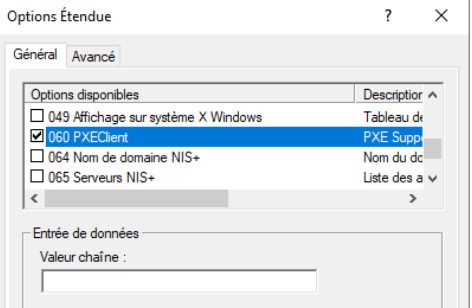 Options Étendue ?
Général Avancé
Options disponibles Description
049 Affichage sur système X Windows Tableau de
060 PXEClient PXE Supp
064 Nom de domaine NIS+ Nom du do
065 Serveurs NIS+ Liste des a
Entrée de données
Valeur chaîne :